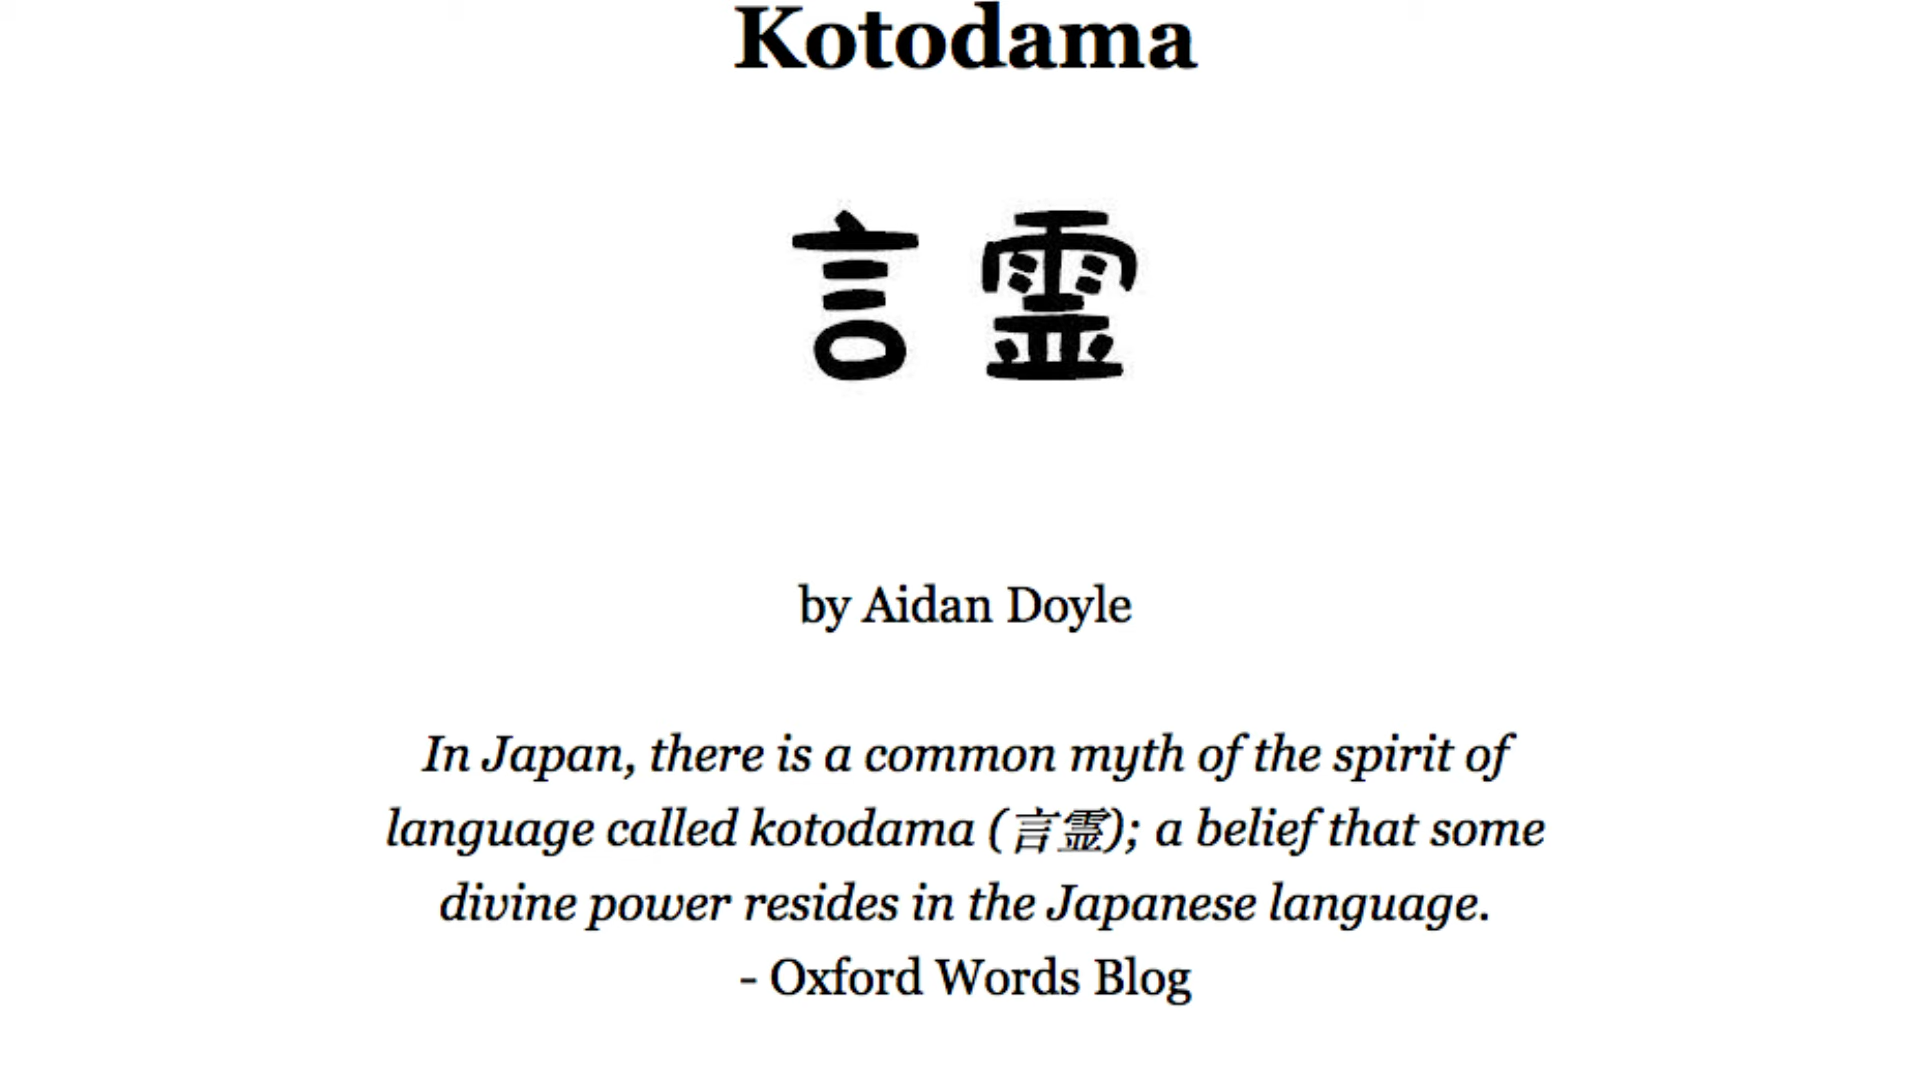 Kotodama
言霊
by Aidan Doyle
In Japan, there is a common myth of the spirit of
language called kotodama (言霊); a belief that some
divine power resides in the Japanese language.
- Oxford Words Blog